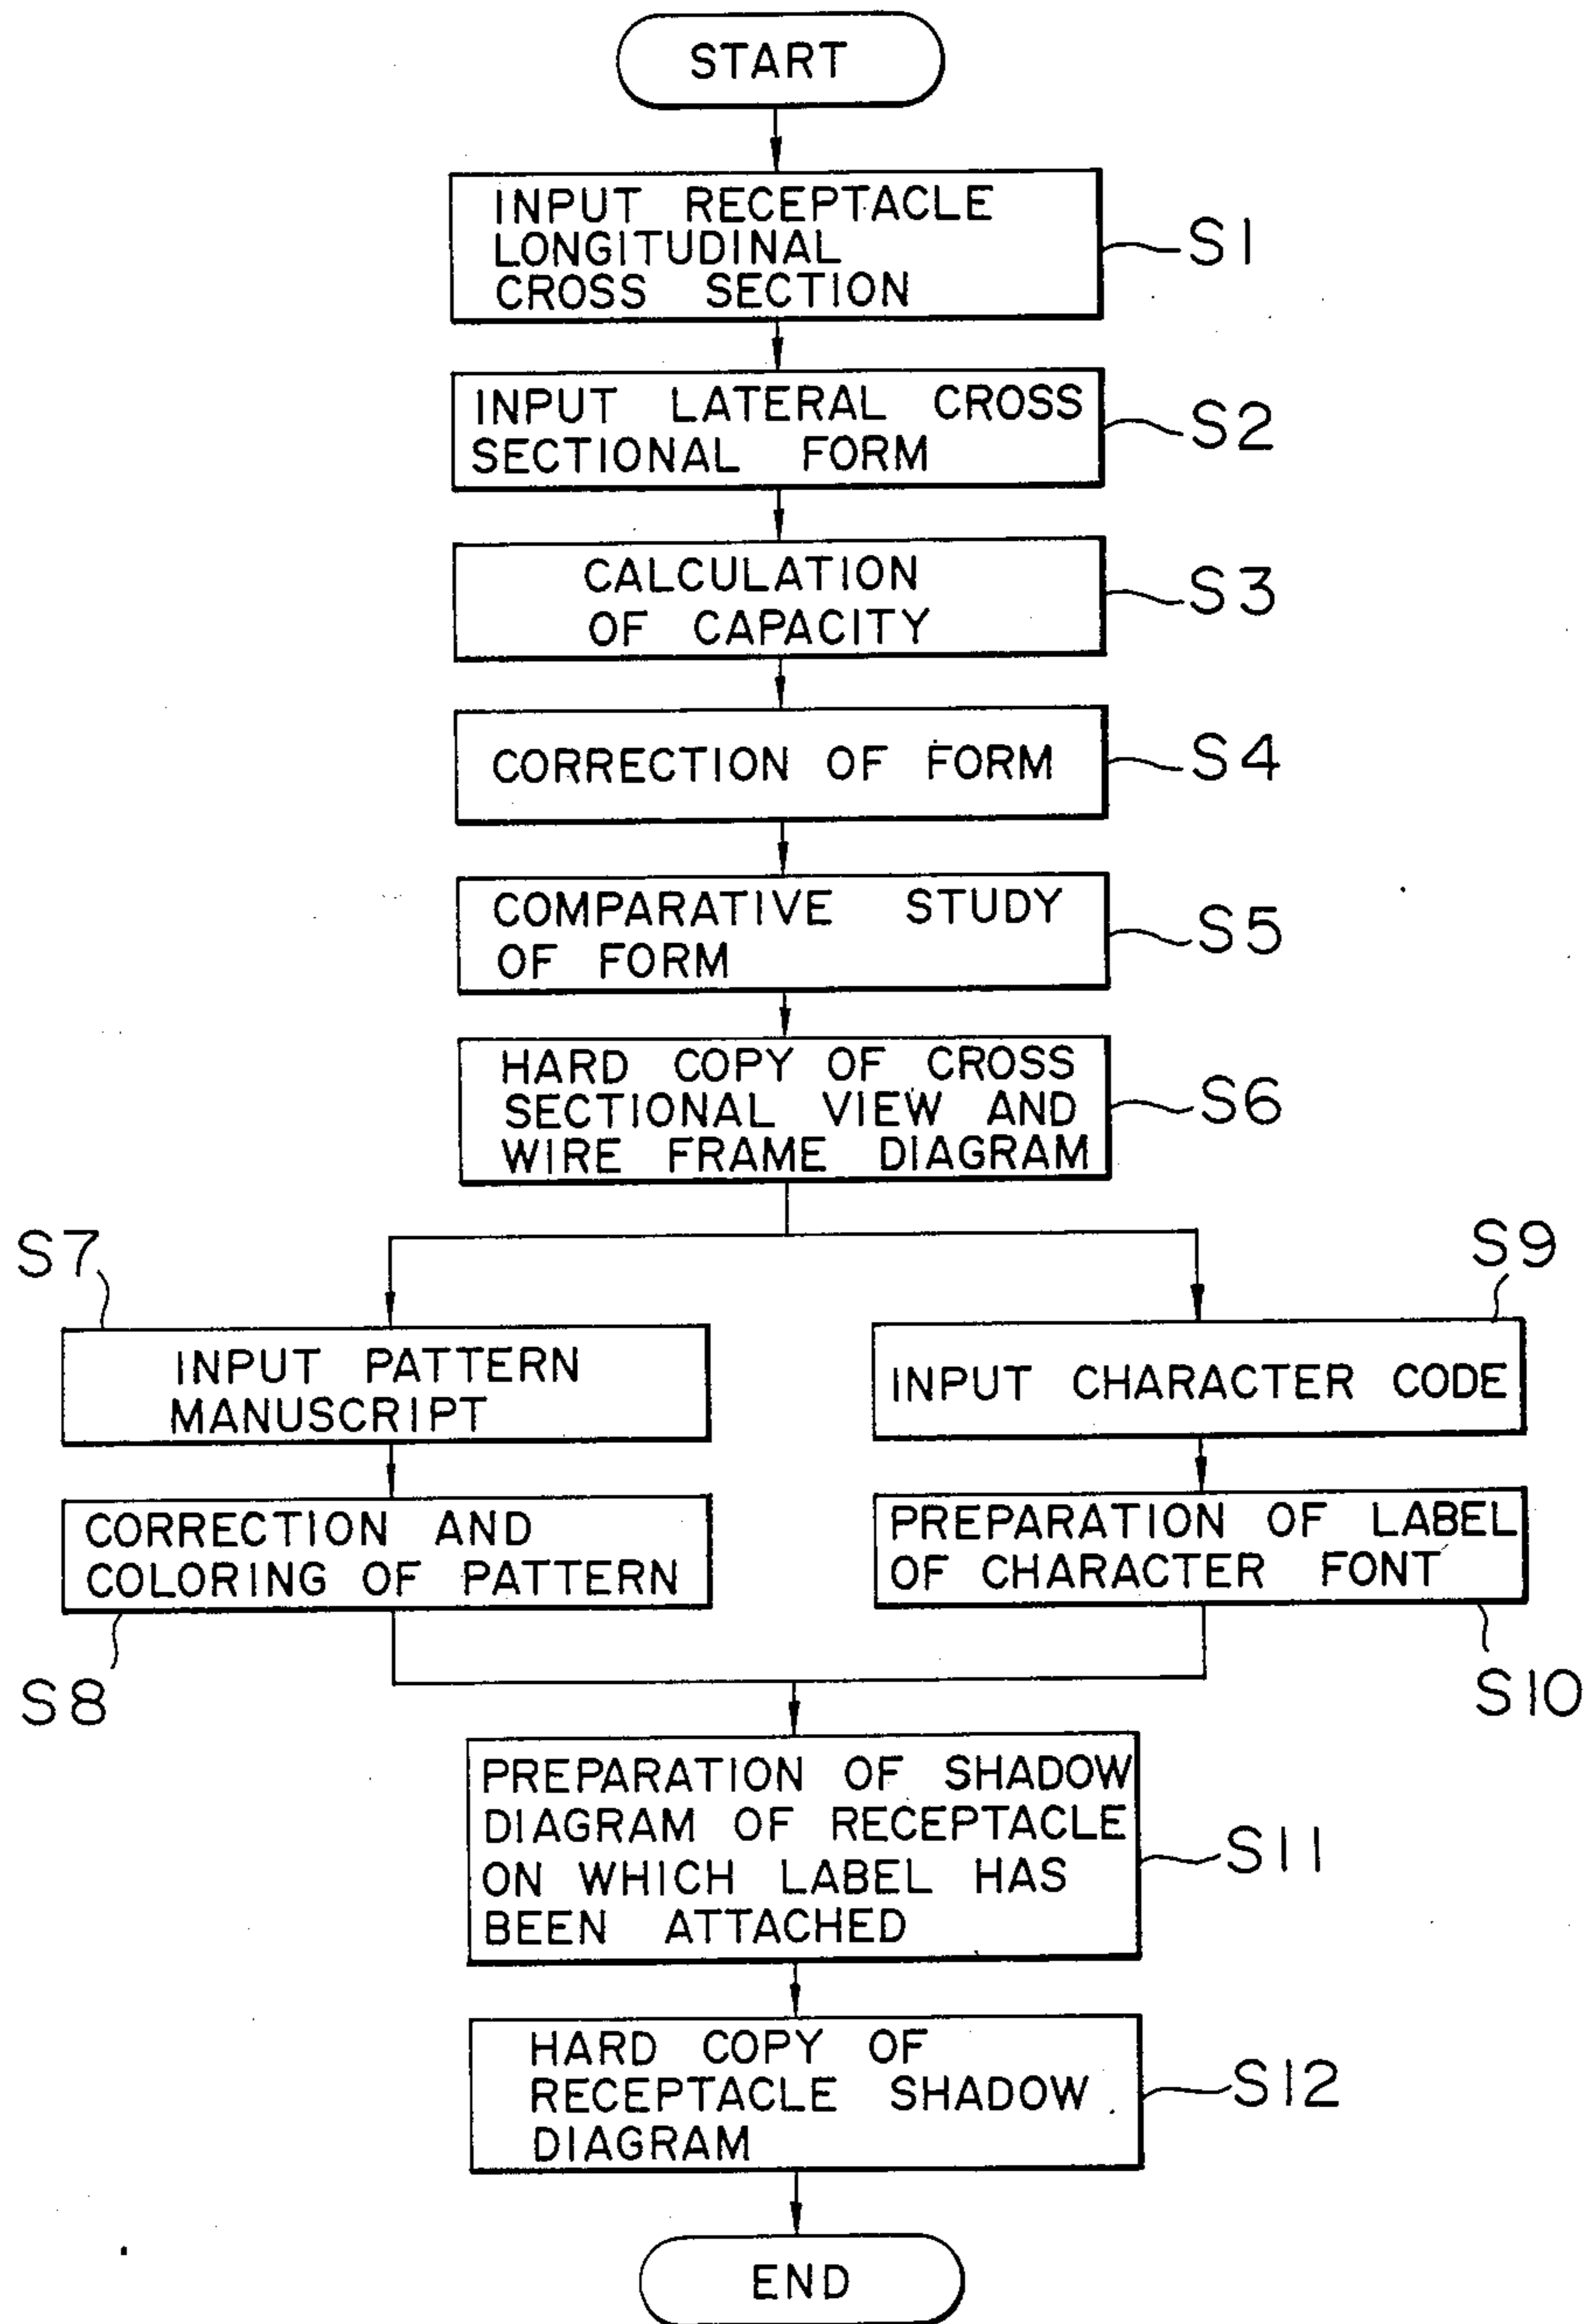 START
INPUT RECEPTACLE
LONGITUDINAL
CROSS SECTION
S1
INPUT LATERAL CROSS
SECTIONAL FORM
S2
CALCULATION
OF CAPACITY
S3
CORRECTION OF FORM
S4
COMPARATIVE STUDY
OF FORM
S5
HARD COPY OF CROSS
SECTIONAL VIEW AND
WIRE FRAME DIAGRAM
S6
S7
INPUT PATTERN
MANUSCRIPT
CORRECTION AND
COLORING OF PATTERN
S8
S9
INPUT CHARACTER CODE
PREPARATION OF LABEL
OF CHARACTER FONT
S10
PREPARATION OF SHADOW
DIAGRAM OF RECEPTACLE
ON WHICH LABEL HAS
BEEN ATTACHED
S11
HARD COPY OF
RECEPTACLE SHADOW
DIAGRAM
S12
END